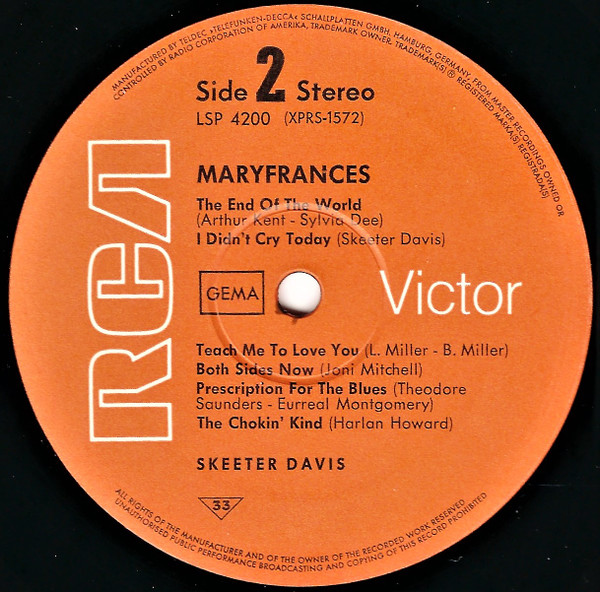 MANUFACTURED BY TELDEC »TELEFUNKEN-DECCA« SCHALLPLATTEN GMBH, HAMBURG, GERMANY, FROM MASTER RECORDINGS OWNED OR
CONTROLLED BY RADIO CORPORATION OF AMERIKA, TRADEMARK OWNER, TRADEMARK(S) ® REGISTERED MARKA(S) REGISTRADA(S)
Side 2 Stereo
LSP 4200 (XPRS-1572)
RCA
MARYFRANCES
The End Of The World
(Arthur Kent - Sylvia Dee)
I Didn't Cry Today (Skeeter Davis)
GEMA
Victor
Teach Me To Love You (L. Miller - B. Miller)
Both Sides Now (Joni Mitchell)
Prescription For The Blues (Theodore
Saunders - Eurreal Montgomery)
The Chokin' Kind (Harlan Howard)
SKEETER DAVIS
33
ALL RIGHTS OF THE MANUFACTURER AND OF THE OWNER OF THE RECORDED WORK RESERVED
UNAUTHORISED PUBLIC PERFORMANCE BROADCASTING AND COPYING OF THIS RECORD PROHIBITED